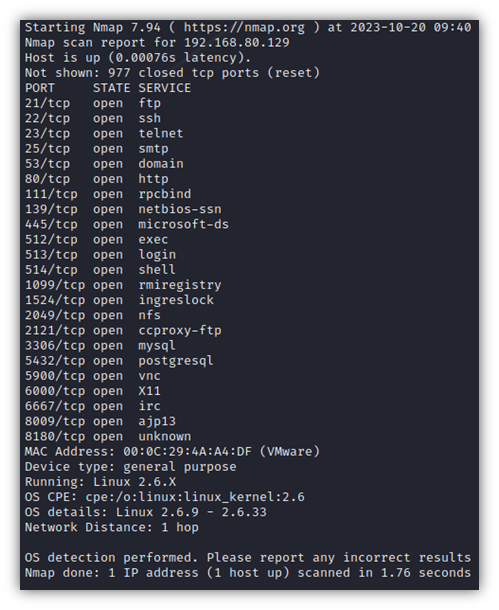 Starting Nmap 7.94 ( https://nmap.org ) at 2023-10-20 09:40
Nmap scan report for 192.168.80.129
Host is up (0.00076s latency).
Not shown: 977 closed tcp ports (reset)
PORT     STATE SERVICE
21/tcp   open  ftp
22/tcp   open  ssh
23/tcp   open  telnet
25/tcp   open  smtp
53/tcp   open  domain
80/tcp   open  http
111/tcp  open  rpcbind
139/tcp  open  netbios-ssn
445/tcp  open  microsoft-ds
512/tcp  open  exec
513/tcp  open  login
514/tcp  open  shell
1099/tcp open  rmiregistry
1524/tcp open  ingreslock
2049/tcp open  nfs
2121/tcp open  ccproxy-ftp
3306/tcp open  mysql
5432/tcp open  postgresql
5900/tcp open  vnc
6000/tcp open  X11
6667/tcp open  irc
8009/tcp open  ajp13
8180/tcp open  unknown
MAC Address: 00:0C:29:4A:A4:DF (VMware)
Device type: general purpose
Running: Linux 2.6.X
OS CPE: cpe:/o:linux:linux_kernel:2.6
OS details: Linux 2.6.9 - 2.6.33
Network Distance: 1 hop

OS detection performed. Please report any incorrect results
Nmap done: 1 IP address (1 host up) scanned in 1.76 seconds